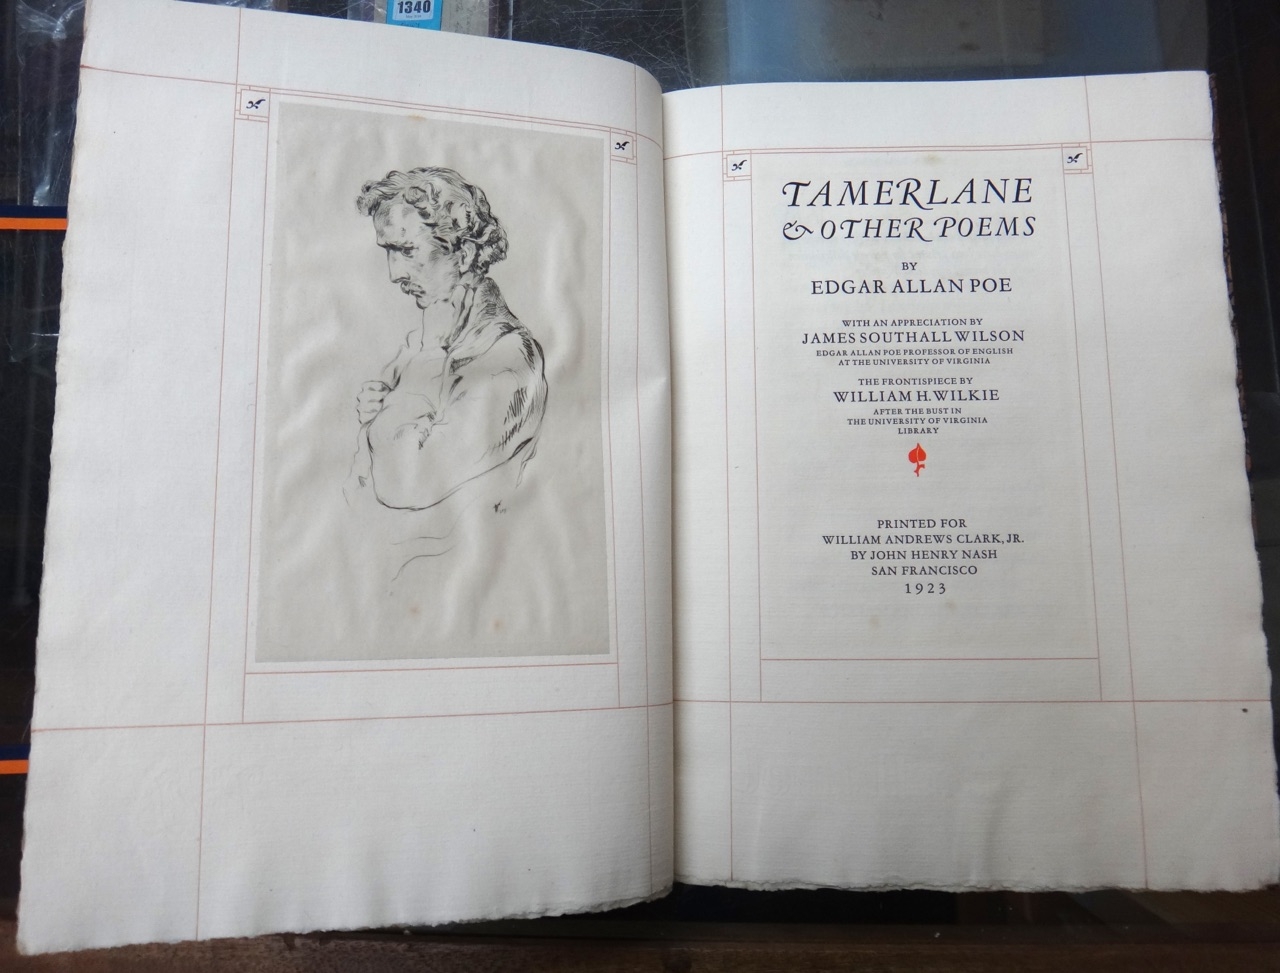 1340
TAMERLANE
& OTHER POEMS
BY
EDGAR ALLAN POE
WITH AN APPRECIATION BY
JAMES SOUTHALL WILSON
EDGAR ALLAN POE PROFESSOR OF ENGLISH
AT THE UNIVERSITY OF VIRGINIA
THE FRONTISPIECE BY
WILLIAM H. WILKIE
AFTER THE BUST IN
THE UNIVERSITY OF VIRGINIA
LIBRARY
PRINTED FOR
WILLIAM ANDREWS CLARK, JR.
BY JOHN HENRY NASH
SAN FRANCISCO
1923